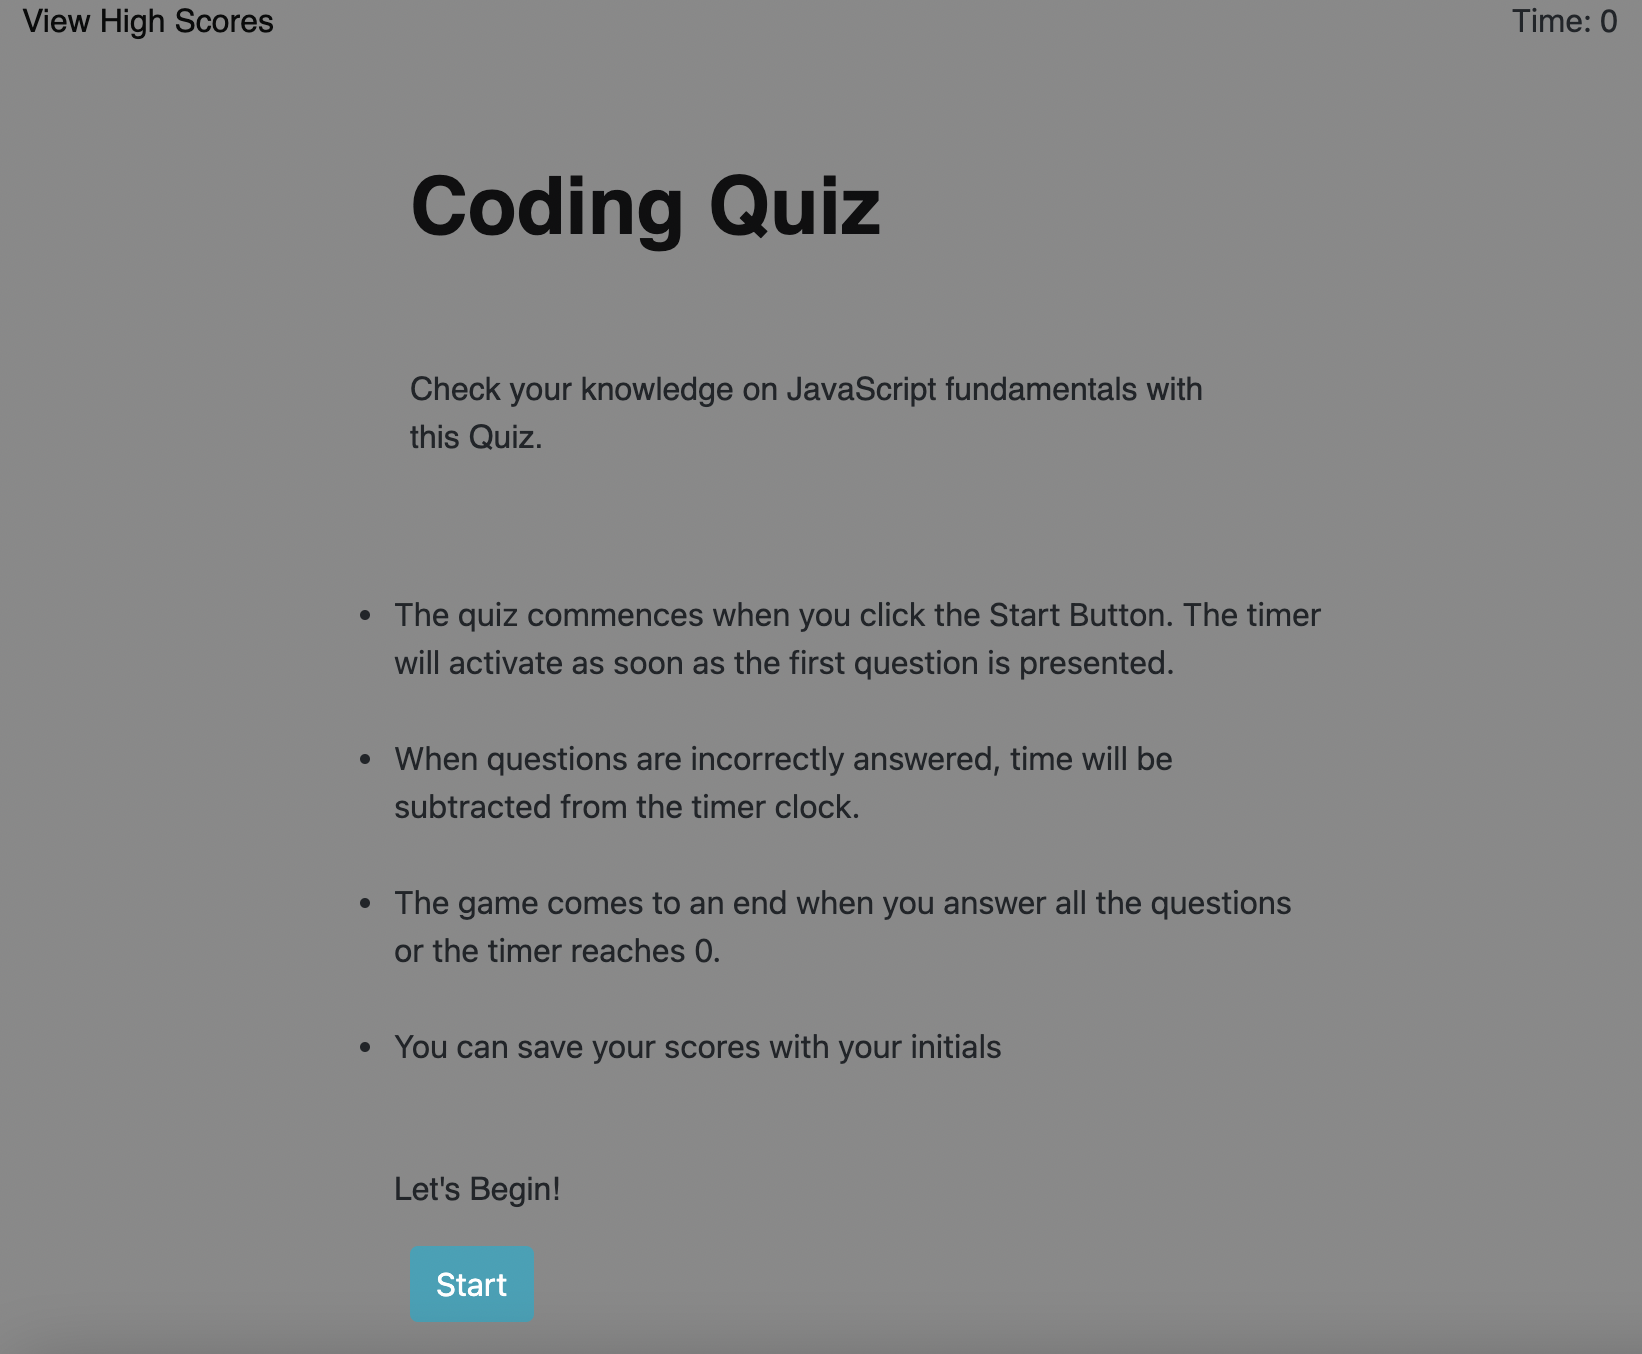 View High Scores
Time: 0
Coding Quiz
Check your knowledge on JavaScript fundamentals with
this Quiz.
• The quiz commences when you click the Start Button. The timer
will activate as soon as the first question is presented.
• When questions are incorrectly answered, time will be
subtracted from the timer clock.
• The game comes to an end when you answer all the questions
or the timer reaches 0.
• You can save your scores with your initials
Let's Begin!
Start